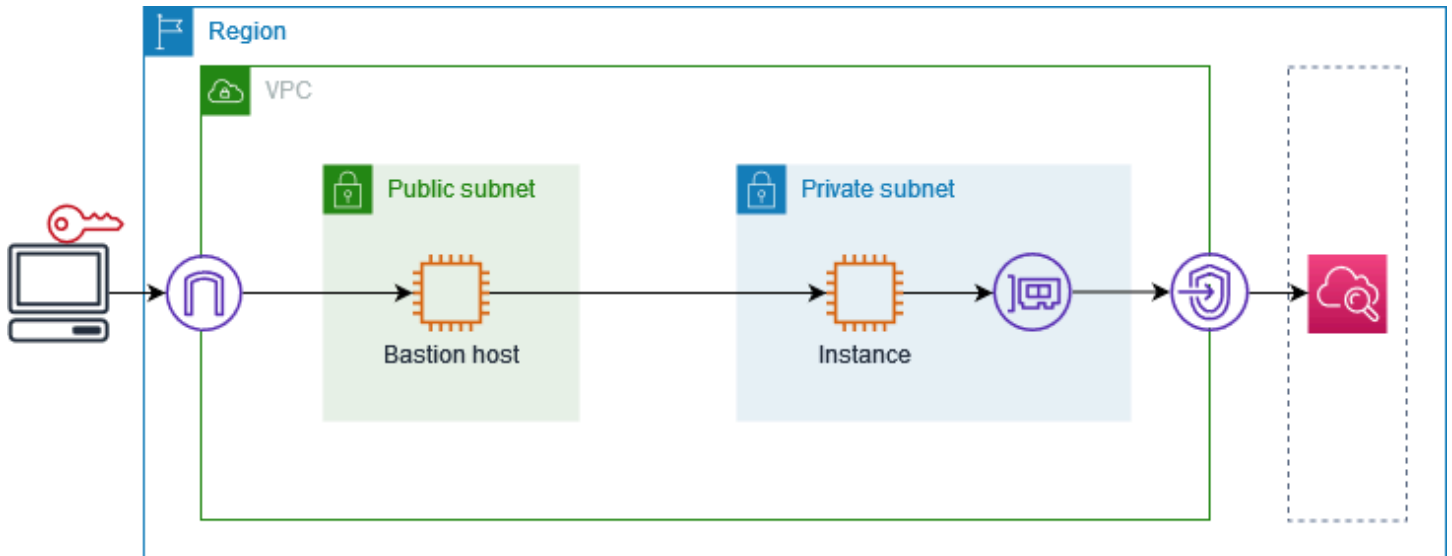 Region
VPC
Public subnet
Private subnet
Bastion host
Instance